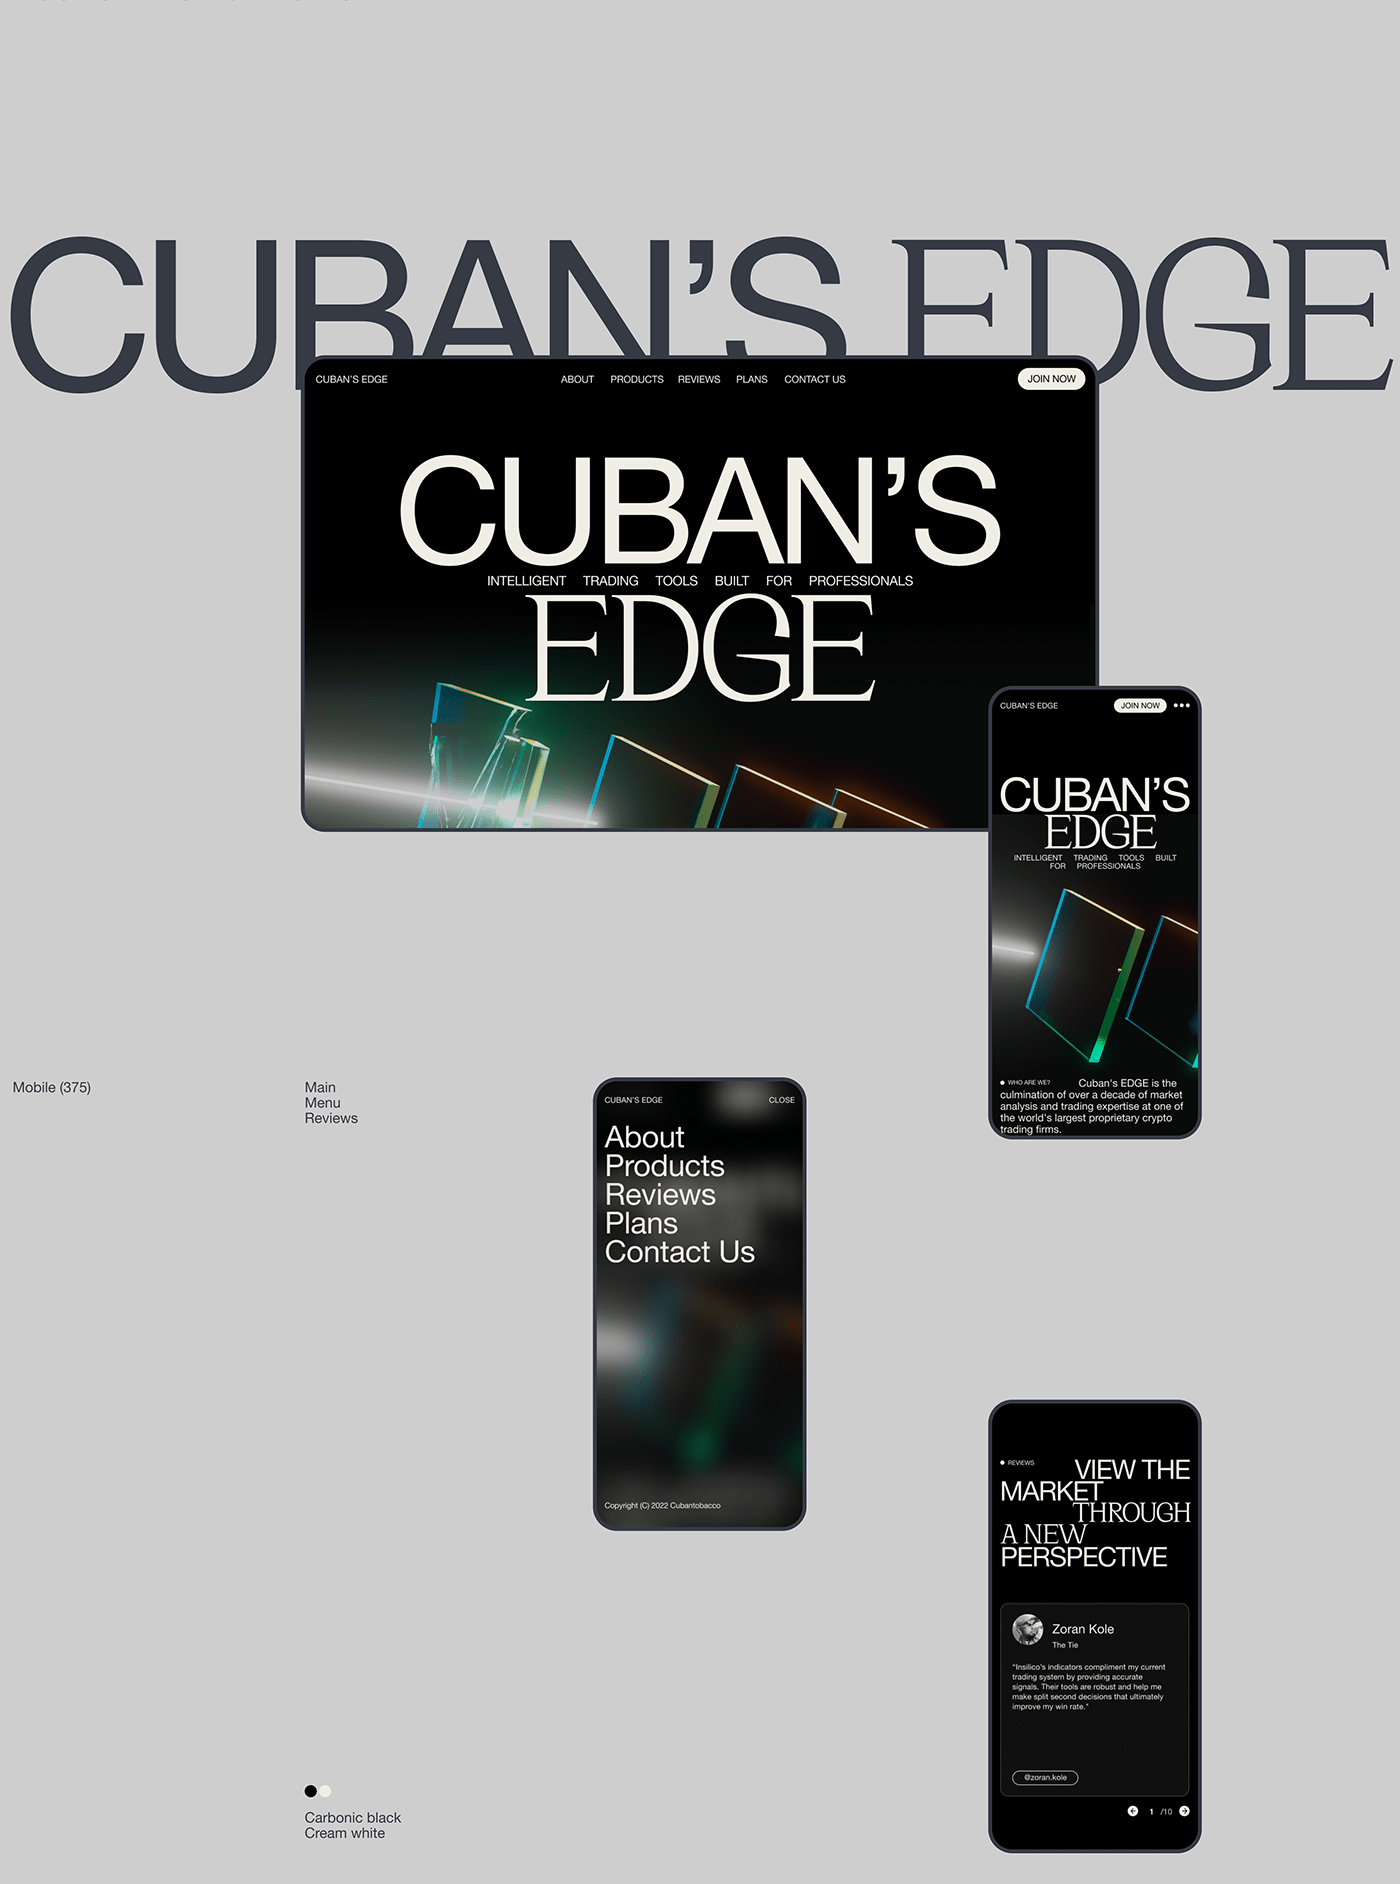 CUBAN’S EDGE
CUBAN'S EDGE
ABOUT PRODUCTS REVIEWS PLANS CONTACT US
JOIN NOW
CUBAN’S
INTELLIGENT TRADING TOOLS BUILT FOR PROFESSIONALS
EDGE
CUBAN'S EDGE
JOIN NOW
CUBAN’S
EDGE
INTELLIGENT TRADING TOOLS BUILT
FOR PROFESSIONALS
WHO ARE WE? Cuban's EDGE is the
culmination of over a decade of market
analysis and trading expertise at one of
the world's largest proprietary crypto
trading firms.
Mobile (375)
Main
Menu
Reviews
CUBAN'S EDGE
CLOSE
About
Products
Reviews
Plans
Contact Us
Copyright (C) 2022 Cubantobacco
REVIEWS
VIEW THE
MARKET
THROUGH
A NEW
PERSPECTIVE
Zoran Kole
The Tie
“Insilico’s indicators compliment my current
trading system by providing accurate
signals. Their tools are robust and help me
make split second decisions that ultimately
improve my win rate."
@zoran.kole
1 /10
Carbonic black
Cream white